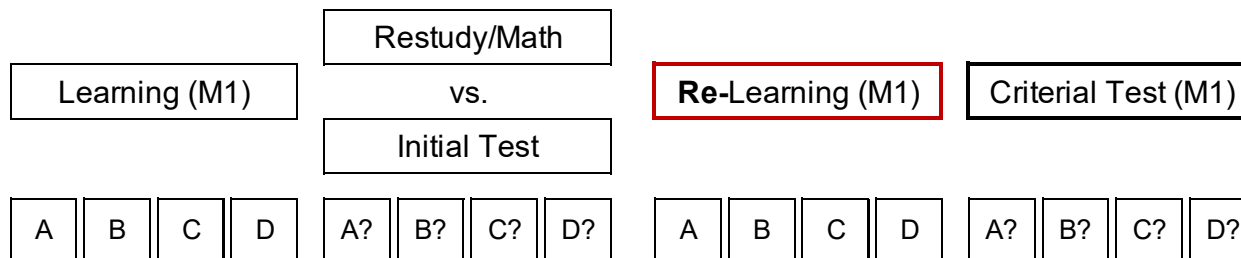 Restudy/Math
Learning (M1) vs. Re-Learning (M1) Criterial Test (M1)
Initial Test
A B C D A? B? C? D? A B C D A? B? C? D?